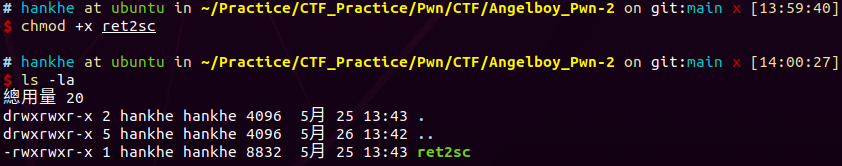 # hankhe at ubuntu in ~/Practice/CTF_Practice/Pwn/CTF/Angelboy_Pwn-2 on git:main x [13:59:40]
$ chmod +x ret2sc
# hankhe at ubuntu in ~/Practice/CTF_Practice/Pwn/CTF/Angelboy_Pwn-2 on git:main x [14:00:27]
$ ls -la
總用量 20
drwxrwxr-x 2 hankhe hankhe 4096  5月 25 13:43 .
drwxrwxr-x 5 hankhe hankhe 4096  5月 26 13:42 ..
-rwxrwxr-x 1 hankhe hankhe 8832  5月 25 13:43 ret2sc